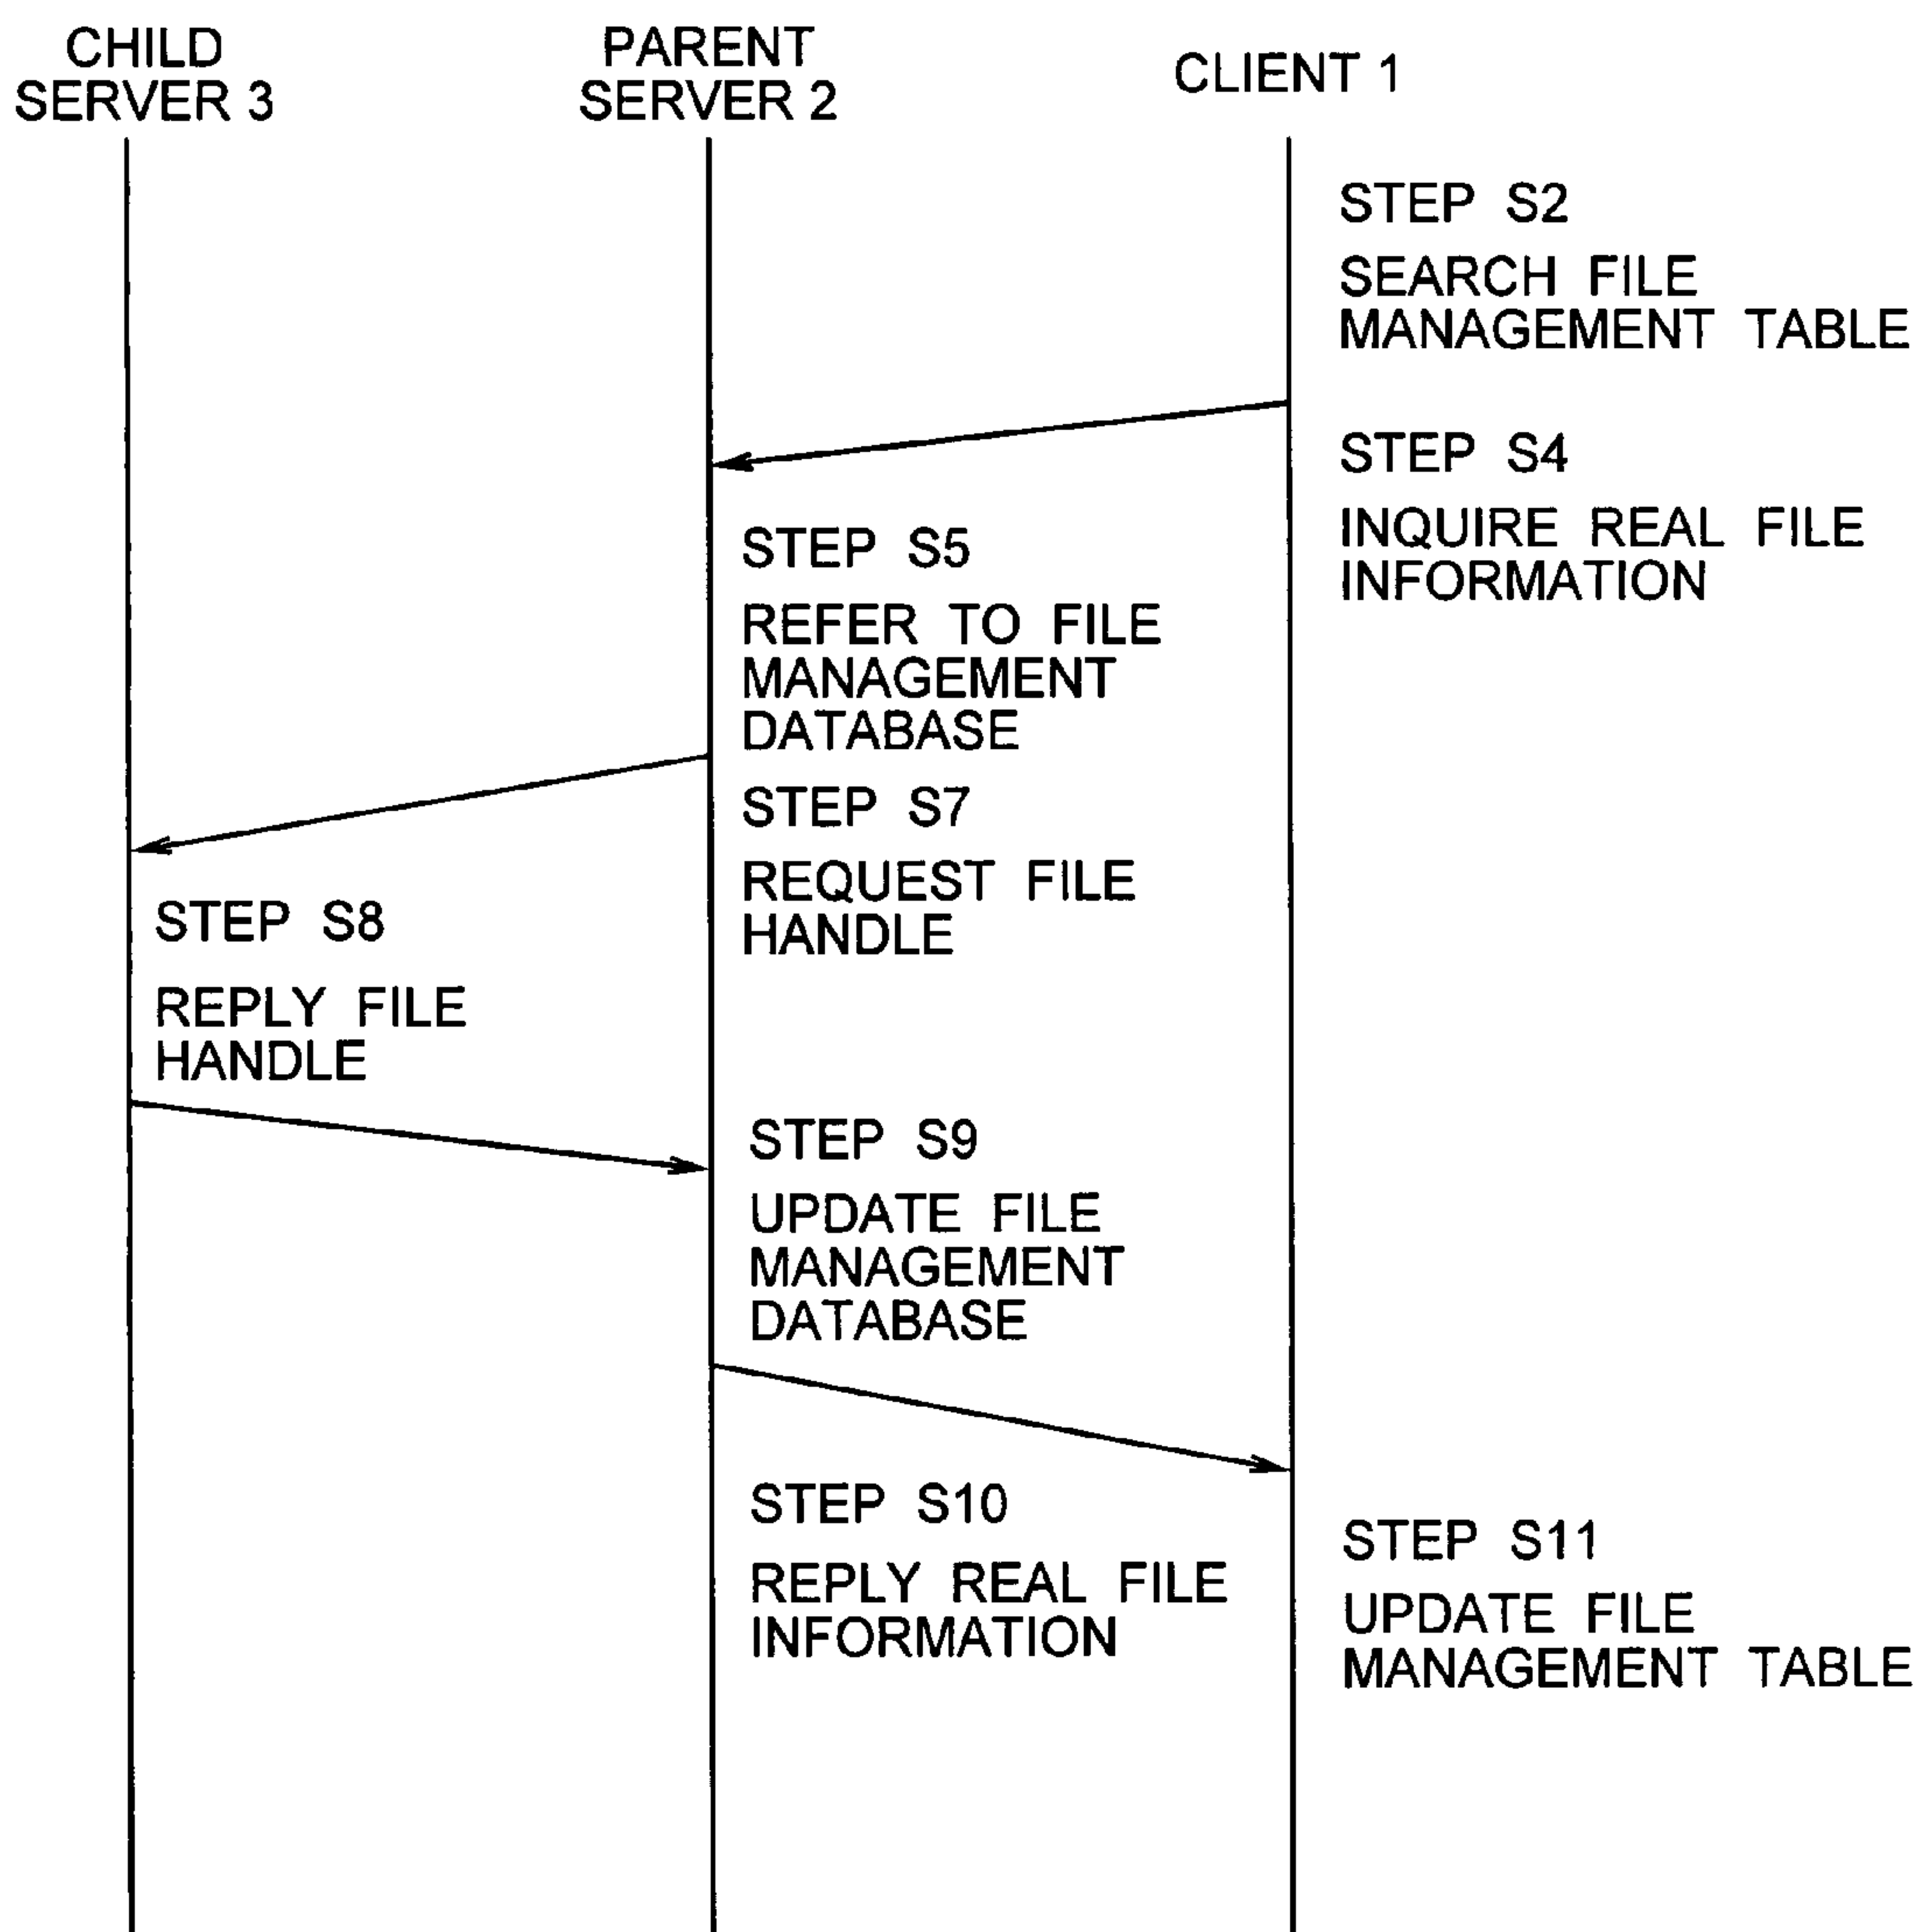 CHILD
SERVER 3
PARENT
SERVER 2
CLIENT 1
STEP S2
SEARCH FILE
MANAGEMENT TABLE
STEP S4
INQUIRE REAL FILE
INFORMATION
STEP S5
REFER TO FILE
MANAGEMENT
DATABASE
STEP S7
REQUEST FILE
HANDLE
STEP S8
REPLY FILE
HANDLE
STEP S9
UPDATE FILE
MANAGEMENT
DATABASE
STEP S10
REPLY REAL FILE
INFORMATION
STEP S11
UPDATE FILE
MANAGEMENT TABLE